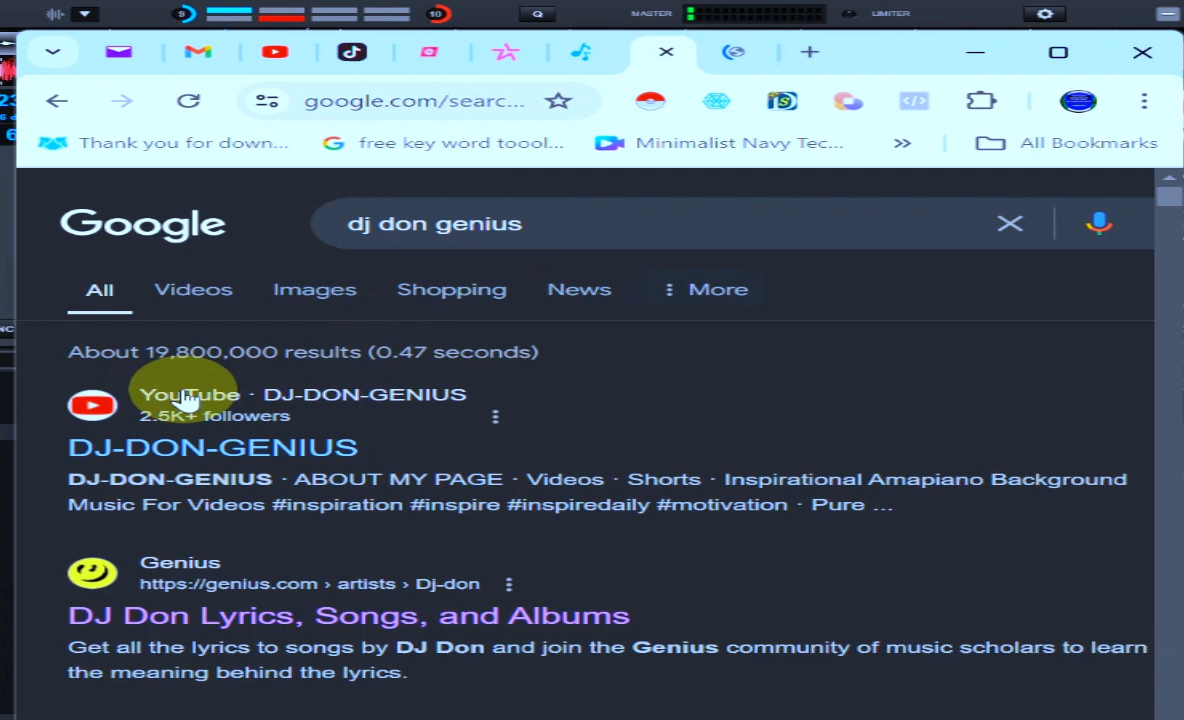 9
10
Q
MASTER
LIMITER
google.com/searc...
Thank you for down...
free key word toool...
Minimalist Navy Tec...
»
All Bookmarks
Google
dj don genius
All
Videos
Images
Shopping
News
More
About 19,800,000 results (0.47 seconds)
YouTube · DJ-DON-GENIUS
2.5K+ followers
DJ-DON-GENIUS
DJ-DON-GENIUS · ABOUT MY PAGE · Videos · Shorts · Inspirational Amapiano Background
Music For Videos #inspiration #inspire #inspiredaily #motivation · Pure ...
Genius
https://genius.com › artists › Dj-don
DJ Don Lyrics, Songs, and Albums
Get all the lyrics to songs by DJ Don and join the Genius community of music scholars to learn
the meaning behind the lyrics.